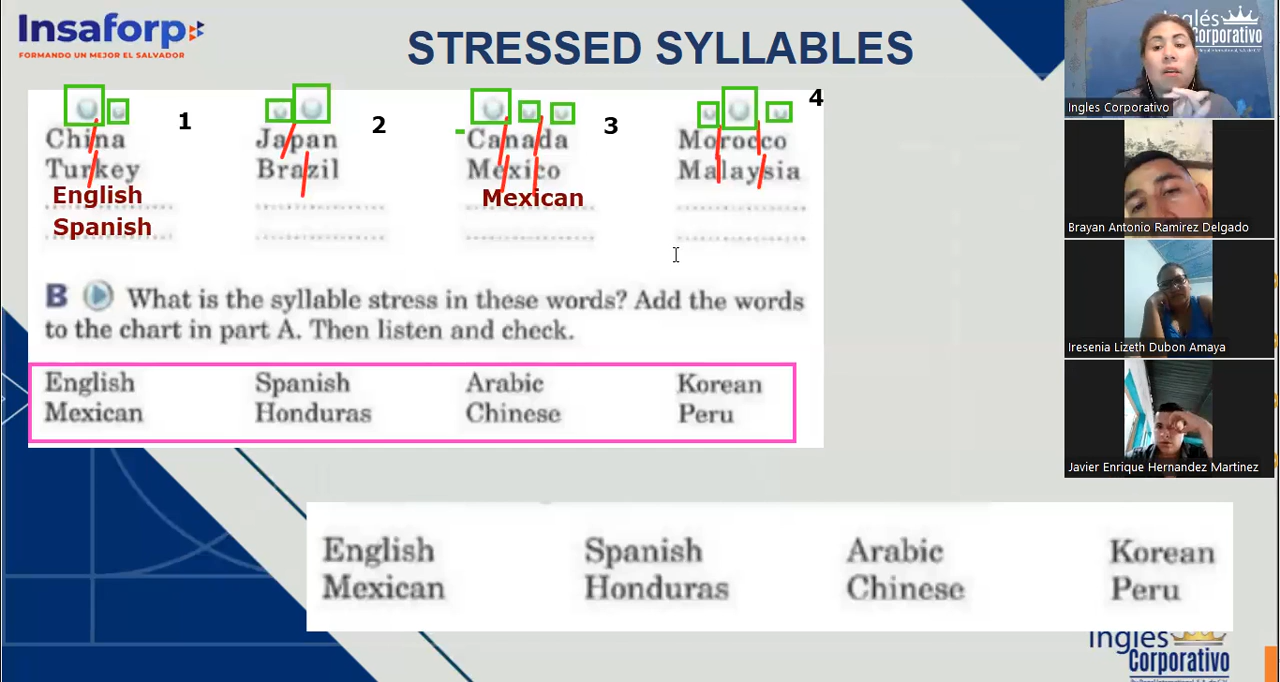 Insaforp
FORMANDO UN MEJOR EL SALVADOR
STRESSED SYLLABLES
China
Turkey
English
Spanish
1
Japan
Brazil
2
Canada
Mexico
Mexican
3
Morocco
Malaysia
4
B What is the syllable stress in these words? Add the words
to the chart in part A. Then listen and check.
English Spanish Arabic Korean
Mexican Honduras Chinese Peru
English Spanish Arabic Korean
Mexican Honduras Chinese Peru
Inglés
Corporativo
Ingles Corporativo
Brayan Antonio Ramirez Delgado
Iresenia Lizeth Dubon Amaya
Javier Enrique Hernandez Martinez
Inglés
Corporativo